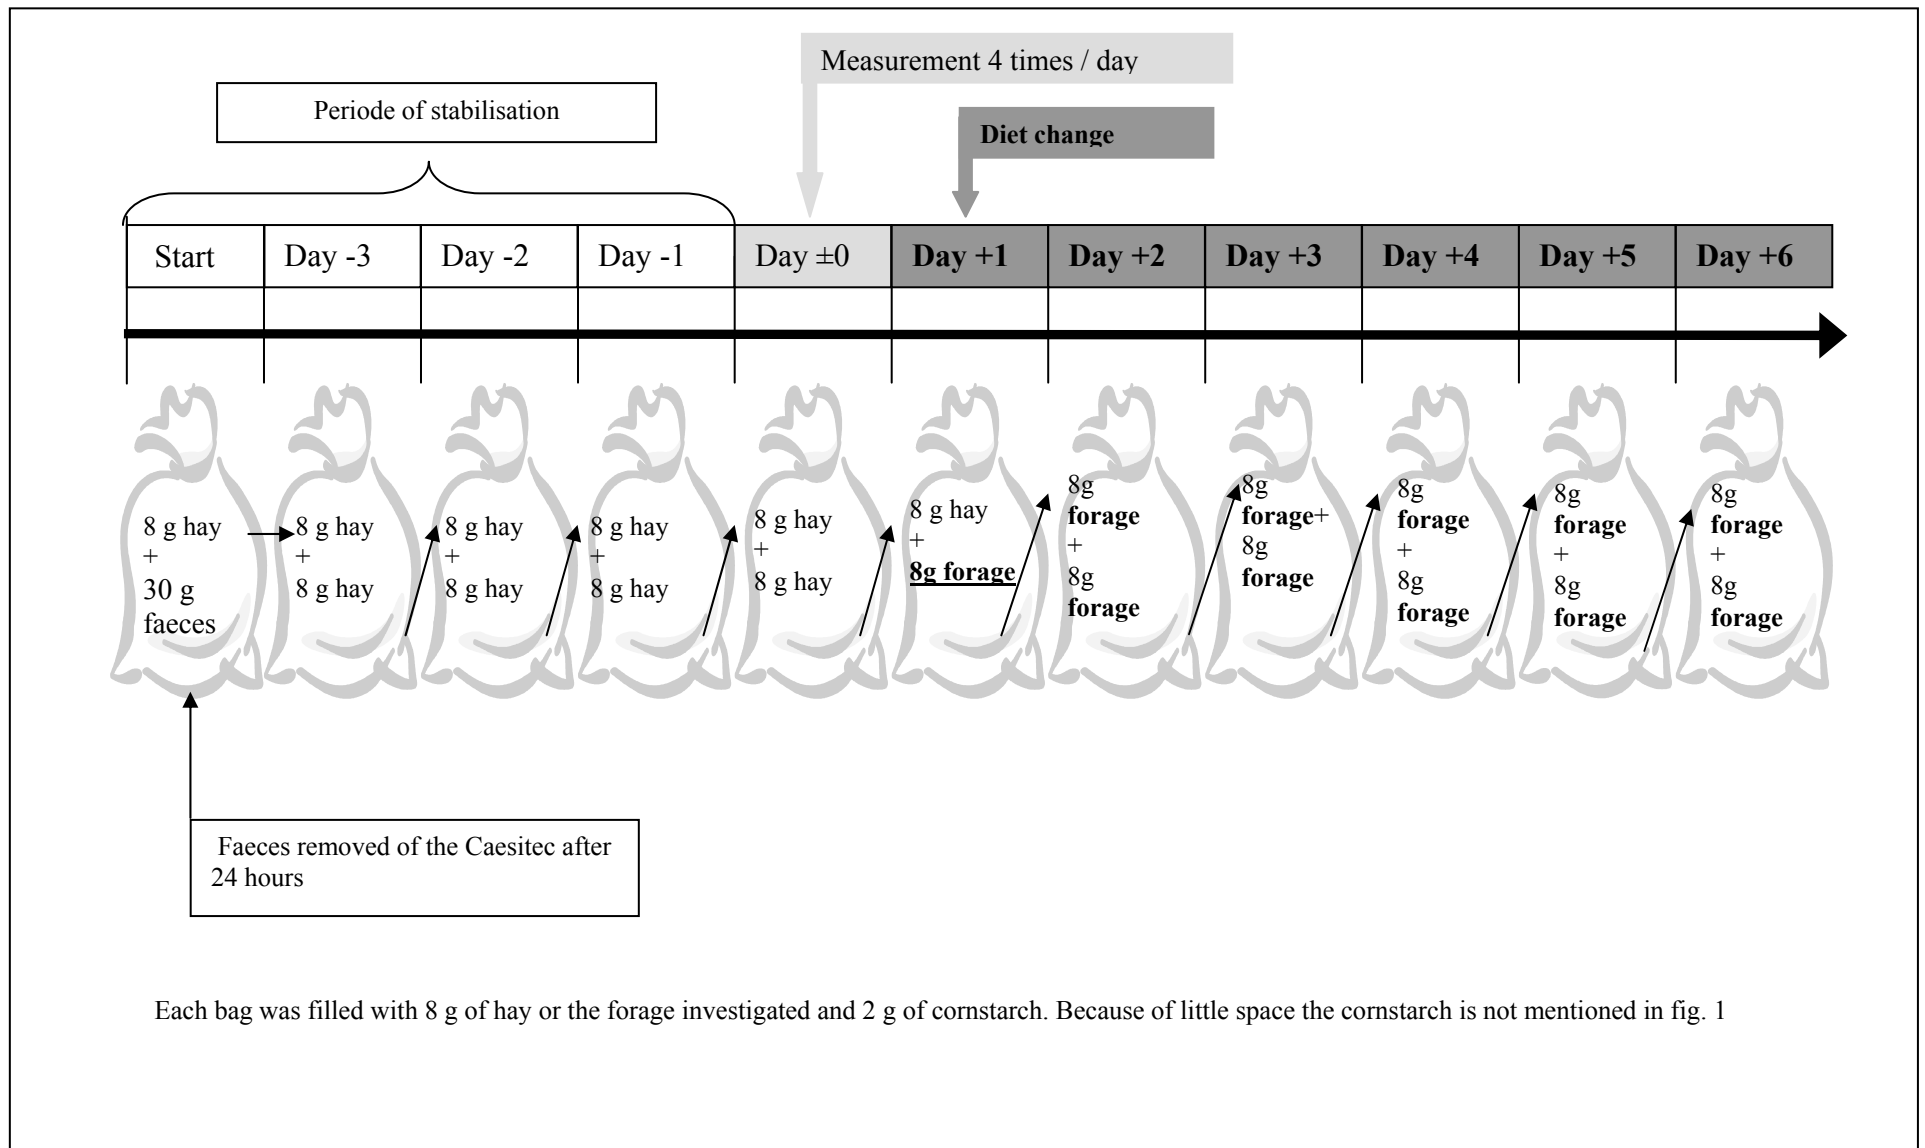 Measurement 4 times / day
Periode of stabilisation
Diet change
Start
Day -3
Day -2
Day -1
Day ±0
Day +1
Day +2
Day +3
Day +4
Day +5
Day +6
8 g hay
+
30 g
faeces
8 g hay
+
8 g hay
8 g hay
+
8 g hay
8 g hay
+
8 g hay
8 g hay
+
8 g hay
8 g hay
+
8g forage
8g
forage
+
8g
forage
8g
forage+
8g
forage
8g
forage
+
8g
forage
8g
forage
+
8g
forage
8g
forage
+
8g
forage
Faeces removed of the Caesitec after
24 hours
Each bag was filled with 8 g of hay or the forage investigated and 2 g of cornstarch. Because of little space the cornstarch is not mentioned in fig. 1